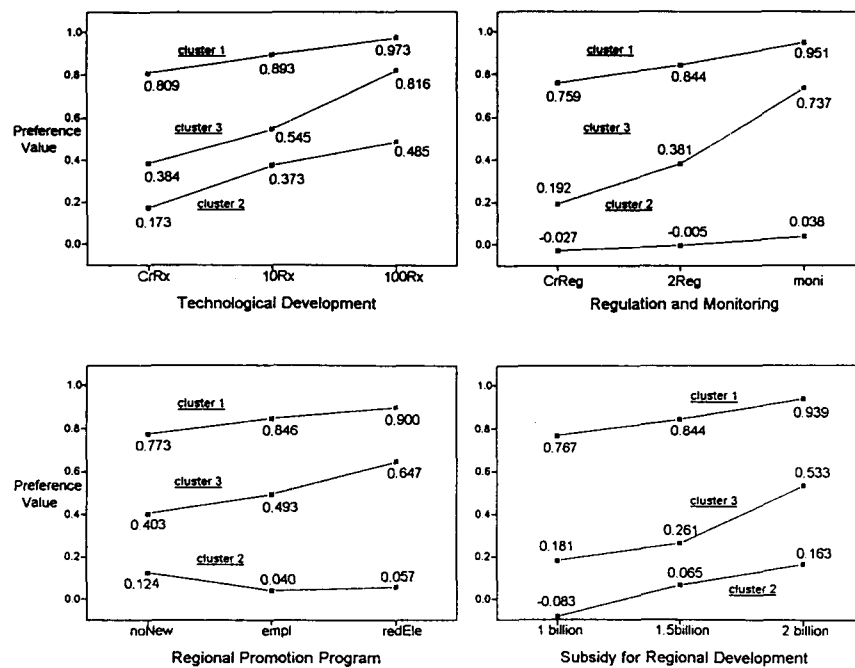 1.0
0.8
0.6
0.4
0.2
0.0
Preference
Value
cluster 1
0.809
0.893
0.973
cluster 3
0.384
0.545
0.816
cluster 2
0.173
0.373
0.485
CrRx
10Rx
100Rx
Technological Development
1.0
0.8
0.6
0.4
0.2
0.0
cluster 1
0.759
0.844
0.951
cluster 3
0.192
0.381
0.737
cluster 2
-0.027
-0.005
0.038
CrReg
2Reg
moni
Regulation and Monitoring
1.0
0.8
0.6
0.4
0.2
0.0
Preference
Value
cluster 1
0.773
0.846
0.900
cluster 3
0.403
0.493
0.647
cluster 2
0.124
0.040
0.057
noNew
empl
redEle
Regional Promotion Program
1.0
0.8
0.6
0.4
0.2
0.0
cluster 1
0.767
0.844
0.939
cluster 3
0.181
0.261
0.533
cluster 2
-0.083
0.065
0.163
1 billion
1.5billion
2 billion
Subsidy for Regional Development